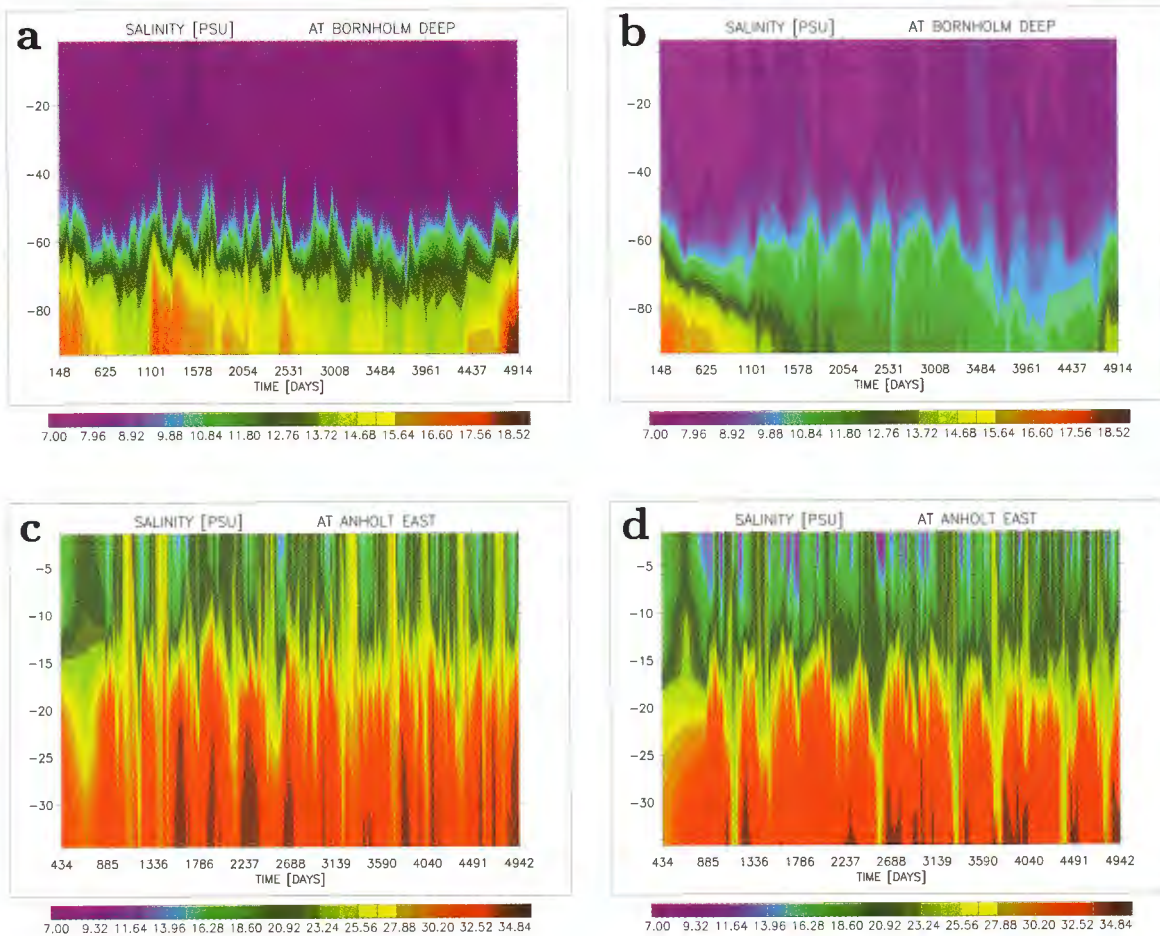 a
SALINITY [PSU] AT BORNHOLM DEEP
-20
-40
-60
-80
148 625 1101 1578 2054 2531 3008 3484 3961 4437 4914
TIME [DAYS]
7.00 7.96 8.92 9.88 10.84 11.80 12.76 13.72 14.68 15.64 16.60 17.56 18.52
b
SALINITY [PSU] AT BORNHOLM DEEP
-20
-40
-60
-80
148 625 1101 1578 2054 2531 3008 3484 3961 4437 4914
TIME [DAYS]
7.00 7.96 8.92 9.88 10.84 11.80 12.76 13.72 14.68 15.64 16.60 17.56 18.52
c
SALINITY [PSU] AT ANHOLT EAST
-5
-10
-15
-20
-25
-30
434 885 1336 1786 2237 2688 3139 3590 4040 4491 4942
TIME [DAYS]
7.00 9.32 11.64 13.96 16.28 18.60 20.92 23.24 25.56 27.88 30.20 32.52 34.84
d
SALINITY [PSU] AT ANHOLT EAST
-5
-10
-15
-20
-25
-30
434 885 1336 1786 2237 2688 3139 3590 4040 4491 4942
TIME [DAYS]
7.00 9.32 11.64 13.96 16.28 18.60 20.92 23.24 25.56 27.88 30.20 32.52 34.84